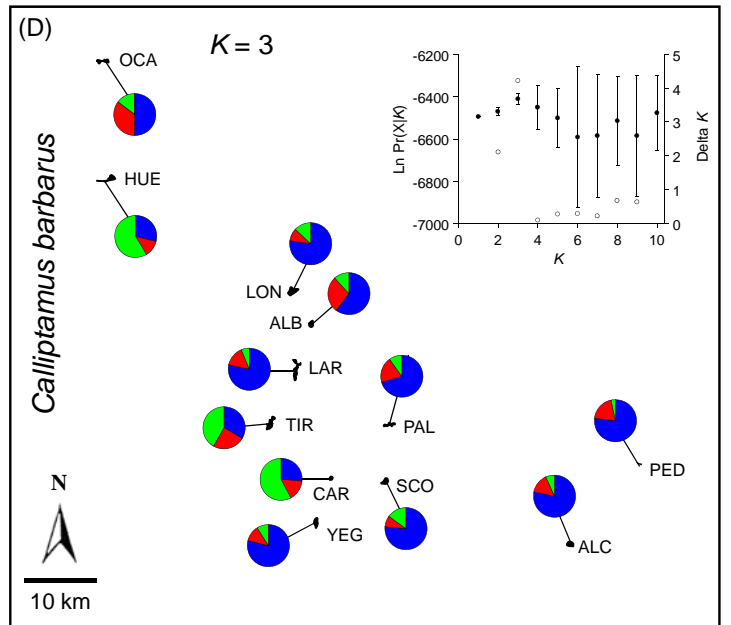 (D)
K = 3
OCA
HUE
Calliptamus barbarus
LON
ALB
LAR
TIR
PAL
CAR
SCO
YEG
PED
ALC
N
10 km
-6200
-6400
-6600
-6800
-7000
Ln Pr(X|K)
5
4
3
2
1
0
Delta K
0 2 4 6 8 10
K